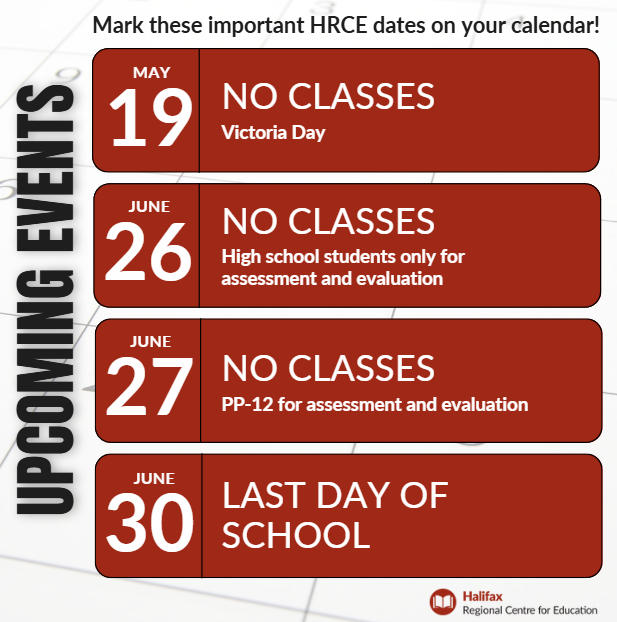 Mark these important HRCE dates on your calendar!
UPCOMING EVENTS
MAY
19
NO CLASSES
Victoria Day
JUNE
26
NO CLASSES
High school students only for
assessment and evaluation
JUNE
27
NO CLASSES
PP-12 for assessment and evaluation
JUNE
30
LAST DAY OF
SCHOOL
Halifax
Regional Centre for Education